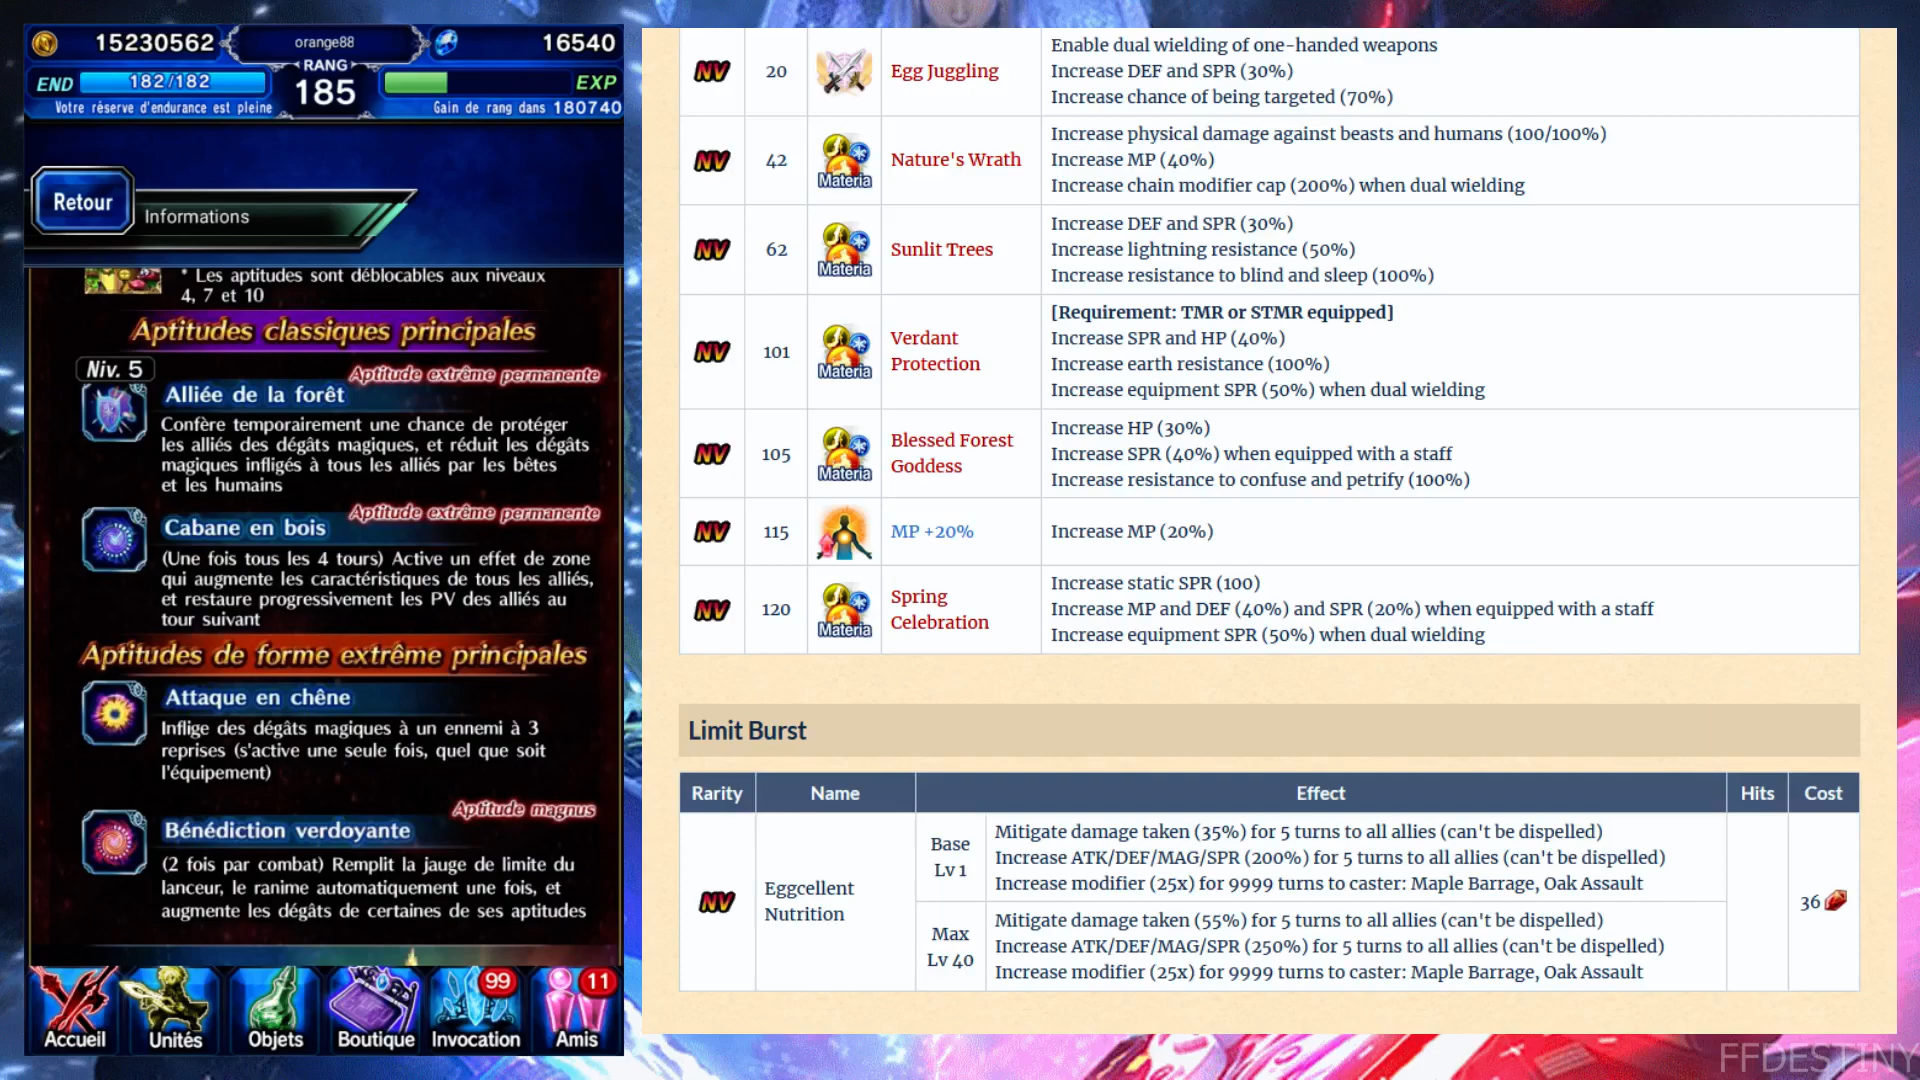 15230562
orange88
16540
RANG
185
END
182/182
EXP
Votre réserve d'endurance est pleine
Gain de rang dans 180740
Retour
Informations
* Les aptitudes sont déblocables aux niveaux
4, 7 et 10
Aptitudes classiques principales
Niv. 5
Aptitude extrême permanente
Alliée de la forêt
Confère temporairement une chance de protéger
les alliés des dégâts magiques, et réduit les dégâts
magiques infligés à tous les alliés par les bêtes
et les humains
Aptitude extrême permanente
Cabane en bois
(Une fois tous les 4 tours) Active un effet de zone
qui augmente les caractéristiques de tous les alliés,
et restaure progressivement les PV des alliés au
tour suivant
Aptitudes de forme extrême principales
Attaque en chêne
Inflige des dégâts magiques à un ennemi à 3
reprises (s'active une seule fois, quel que soit
l'équipement)
Aptitude magnus
Bénédiction verdoyante
(2 fois par combat) Remplit la jauge de limite du
lanceur, le ranime automatiquement une fois, et
augmente les dégâts de certaines de ses aptitudes
99
11
Accueil
Unités
Objets
Boutique
Invocation
Amis
NV
20
Egg Juggling
Enable dual wielding of one-handed weapons
Increase DEF and SPR (30%)
Increase chance of being targeted (70%)
NV
42
Materia
Nature's Wrath
Increase physical damage against beasts and humans (100/100%)
Increase MP (40%)
Increase chain modifier cap (200%) when dual wielding
NV
62
Materia
Sunlit Trees
Increase DEF and SPR (30%)
Increase lightning resistance (50%)
Increase resistance to blind and sleep (100%)
NV
101
Materia
Verdant
Protection
[Requirement: TMR or STMR equipped]
Increase SPR and HP (40%)
Increase earth resistance (100%)
Increase equipment SPR (50%) when dual wielding
NV
105
Materia
Blessed Forest
Goddess
Increase HP (30%)
Increase SPR (40%) when equipped with a staff
Increase resistance to confuse and petrify (100%)
NV
115
MP +20%
Increase MP (20%)
NV
120
Materia
Spring
Celebration
Increase static SPR (100)
Increase MP and DEF (40%) and SPR (20%) when equipped with a staff
Increase equipment SPR (50%) when dual wielding
Limit Burst
Rarity
Name
Effect
Hits
Cost
NV
Eggcellent
Nutrition
Base
Lv 1
Mitigate damage taken (35%) for 5 turns to all allies (can't be dispelled)
Increase ATK/DEF/MAG/SPR (200%) for 5 turns to all allies (can't be dispelled)
Increase modifier (25x) for 9999 turns to caster: Maple Barrage, Oak Assault
Max
Lv 40
Mitigate damage taken (55%) for 5 turns to all allies (can't be dispelled)
Increase ATK/DEF/MAG/SPR (250%) for 5 turns to all allies (can't be dispelled)
Increase modifier (25x) for 9999 turns to caster: Maple Barrage, Oak Assault
36
FFDESTINY